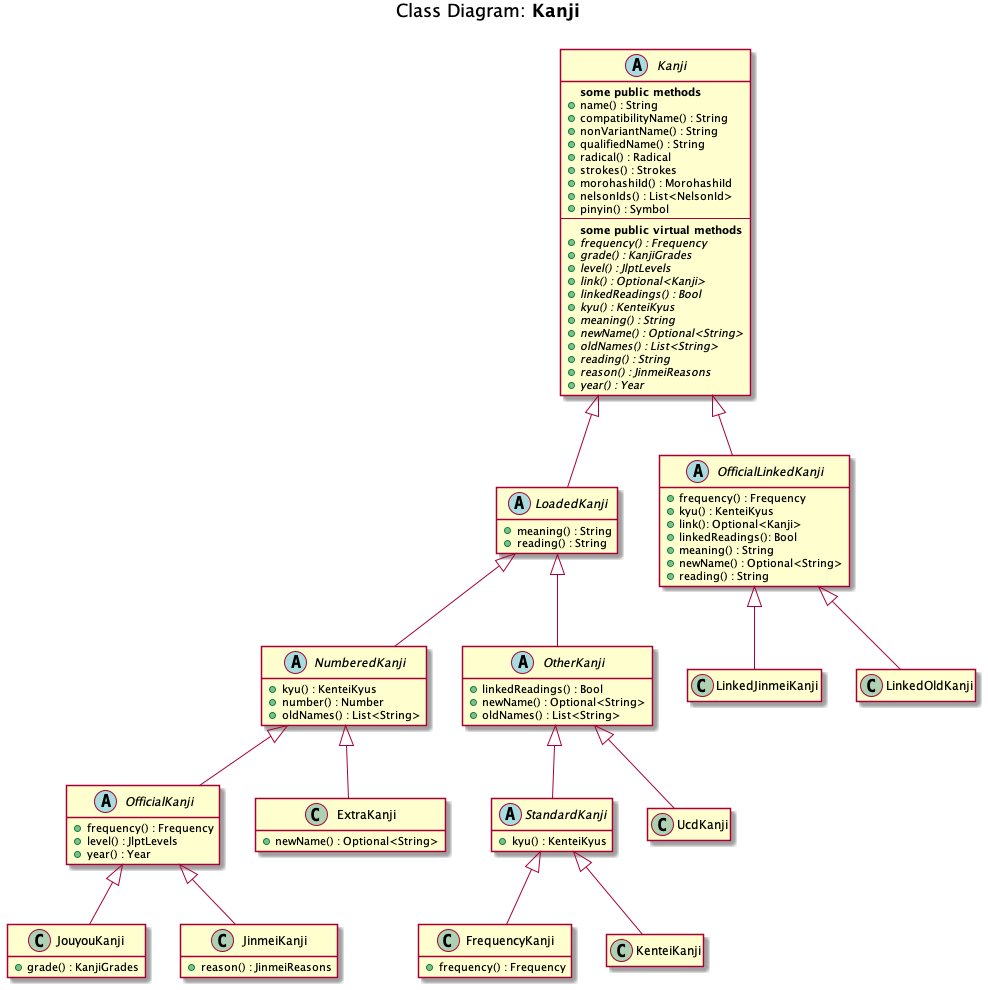 Class Diagram: Kanji
A Kanji
some public methods
name() : String
compatibilityName() : String
nonVariantName() : String
qualifiedName() : String
radical() : Radical
strokes() : Strokes
morohashiId() : MorohashiId
nelsonIds() : List<NelsonId>
pinyin() : Symbol
some public virtual methods
frequency() : Frequency
grade() : KanjiGrades
level() : JlptLevels
link() : Optional<Kanji>
linkedReadings() : Bool
kyu() : KenteiKyus
meaning() : String
newName() : Optional<String>
oldNames() : List<String>
reading() : String
reason() : JinmeiReasons
year() : Year
A OfficialLinkedKanji
frequency() : Frequency
kyu() : KenteiKyus
link(): Optional<Kanji>
linkedReadings(): Bool
meaning() : String
newName() : Optional<String>
reading() : String
A LoadedKanji
meaning() : String
reading() : String
A NumberedKanji
kyu() : KenteiKyus
number() : Number
oldNames() : List<String>
A OtherKanji
linkedReadings() : Bool
newName() : Optional<String>
oldNames() : List<String>
C LinkedJinmeiKanji
C LinkedOldKanji
A OfficialKanji
frequency() : Frequency
level() : JlptLevels
year() : Year
C ExtraKanji
newName() : Optional<String>
A StandardKanji
kyu() : KenteiKyus
C UcdKanji
C JouyouKanji
grade() : KanjiGrades
C JinmeiKanji
reason() : JinmeiReasons
C FrequencyKanji
frequency() : Frequency
C KenteiKanji